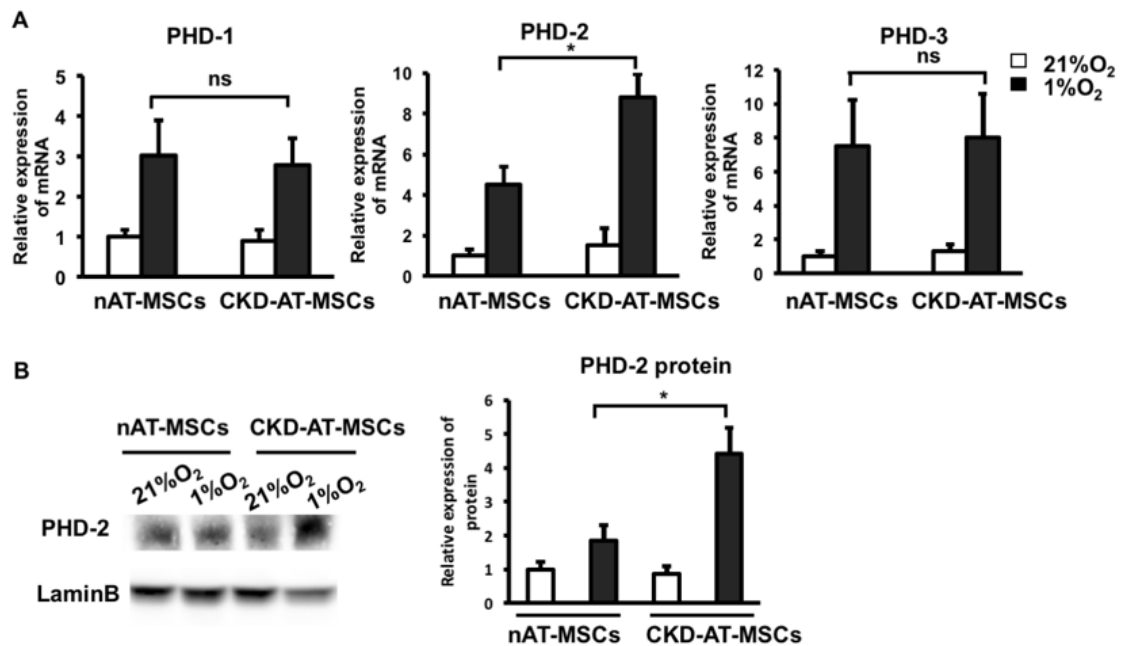 A
PHD-1
PHD-2
PHD-3
ns
*
ns
21%O2
1%O2
Relative expression
of mRNA
5
4
3
2
1
0
nAT-MSCs CKD-AT-MSCs
Relative expression
of mRNA
10
8
6
4
2
0
nAT-MSCs CKD-AT-MSCs
Relative expression
of mRNA
12
10
8
6
4
2
0
nAT-MSCs CKD-AT-MSCs
B
nAT-MSCs CKD-AT-MSCs
21%O2 1%O2 21%O2 1%O2
PHD-2
LaminB
PHD-2 protein
*
Relative expression of
protein
6
5
4
3
2
1
0
nAT-MSCs CKD-AT-MSCs